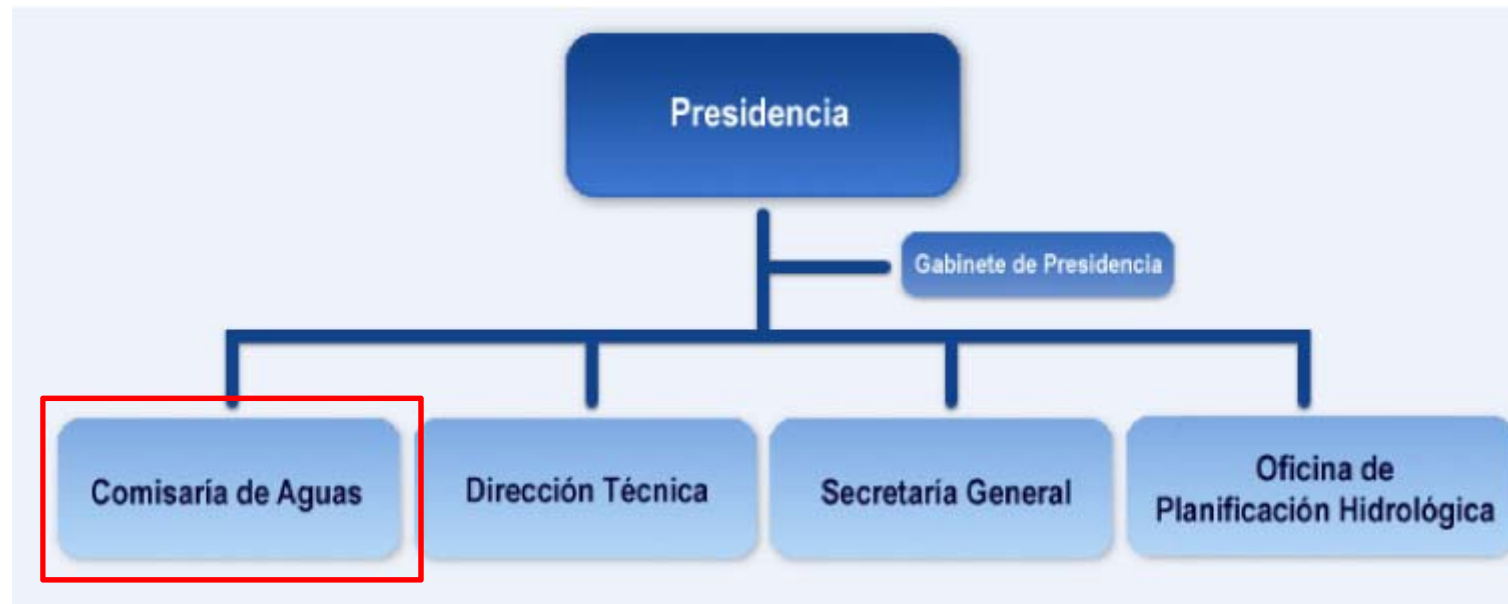 Presidencia
Gabinete de Presidencia
Comisaría de Aguas
Dirección Técnica
Secretaría General
Oficina de
Planificación Hidrológica